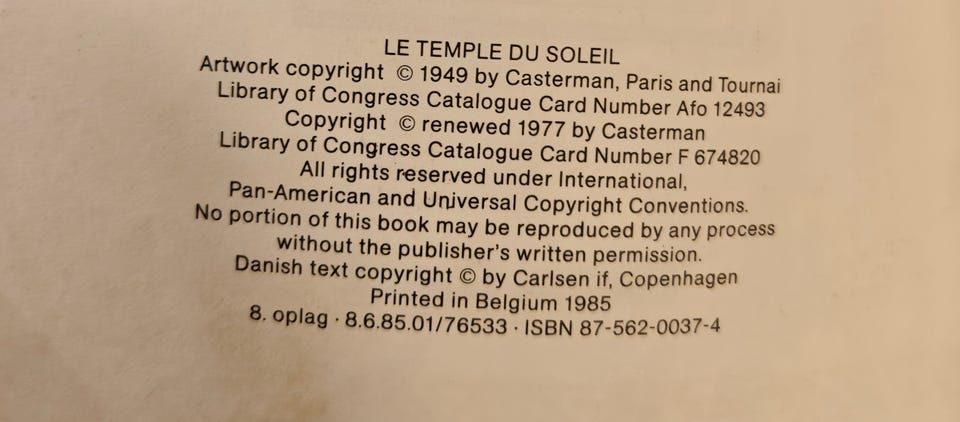 LE TEMPLE DU SOLEIL
Artwork copyright © 1949 by Casterman, Paris and Tournai
Library of Congress Catalogue Card Number Afo 12493
Copyright © renewed 1977 by Casterman
Library of Congress Catalogue Card Number F 674820
All rights reserved under International,
Pan-American and Universal Copyright Conventions.
No portion of this book may be reproduced by any process
without the publisher's written permission.
Danish text copyright © by Carlsen if, Copenhagen
Printed in Belgium 1985
8. oplag · 8.6.85.01/76533 · ISBN 87-562-0037-4